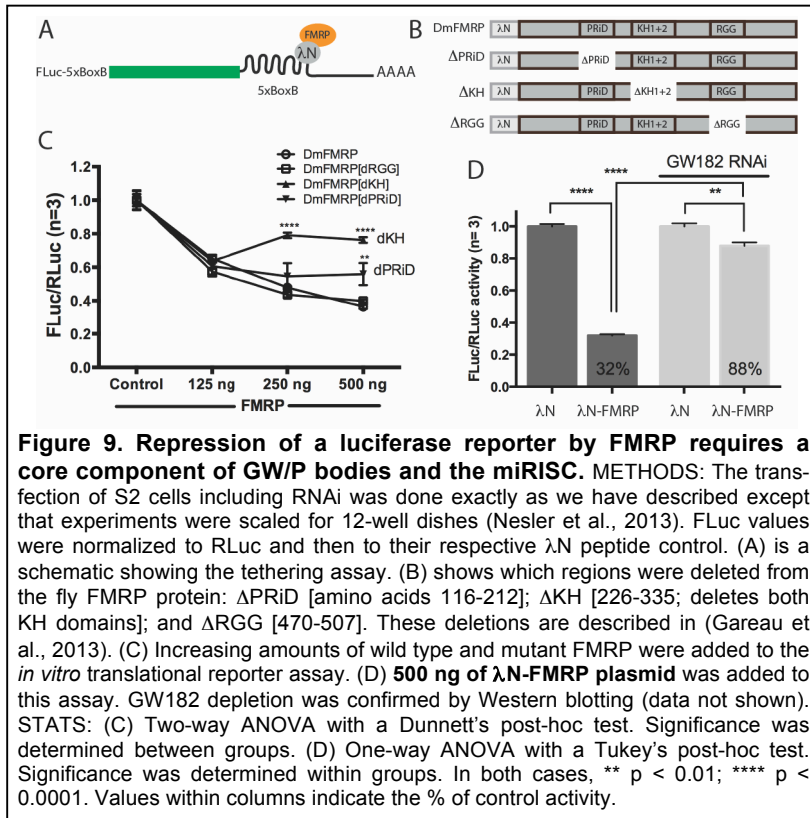 A
FLuc-5xBoxB
FMRP
λN
5xBoxB
AAAA
B
DmFMRP
λN PRiD KH1+2 RGG
ΔPRiD
λN ΔPRiD KH1+2 RGG
ΔKH
λN PRiD ΔKH1+2 RGG
ΔRGG
λN PRiD KH1+2 ΔRGG
C
DmFMRP
DmFMRP[dRGG]
DmFMRP[dKH]
DmFMRP[dPRiD]
FLuc/RLuc (n=3)
1.2
1.0
0.8
0.6
0.4
0.2
0.0
**** ****
dKH
**
dPRiD
Control 125 ng 250 ng 500 ng
FMRP
D
GW182 RNAi
****
**** **
FLuc/RLuc activity (n= 3)
1.0
0.8
0.6
0.4
0.2
0
32% 88%
λN λN-FMRP λN λN-FMRP
Figure 9. Repression of a luciferase reporter by FMRP requires a
core component of GW/P bodies and the miRISC. METHODS: The trans-
fection of S2 cells including RNAi was done exactly as we have described except
that experiments were scaled for 12-well dishes (Nesler et al., 2013). FLuc values
were normalized to RLuc and then to their respective λN peptide control. (A) is a
schematic showing the tethering assay. (B) shows which regions were deleted from
the fly FMRP protein: ΔPRiD [amino acids 116-212]; ΔKH [226-335; deletes both
KH domains]; and ΔRGG [470-507]. These deletions are described in (Gareau et
al., 2013). (C) Increasing amounts of wild type and mutant FMRP were added to the
in vitro translational reporter assay. (D) 500 ng of λN-FMRP plasmid was added to
this assay. GW182 depletion was confirmed by Western blotting (data not shown).
STATS: (C) Two-way ANOVA with a Dunnett's post-hoc test. Significance was
determined between groups. (D) One-way ANOVA with a Tukey's post-hoc test.
Significance was determined within groups. In both cases, ** p < 0.01; **** p <
0.0001. Values within columns indicate the % of control activity.